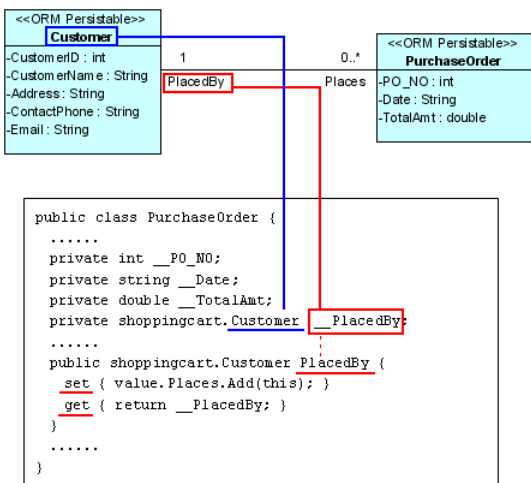 <<ORM Persistable>>
Customer
-CustomerID : int
-CustomerName : String
-Address : String
-ContactPhone : String
-Email : String
1
0..*
PlacedBy
Places
<<ORM Persistable>>
PurchaseOrder
-PO_NO : int
-Date : String
-TotalAmt : double
public class PurchaseOrder {
......
private int __PO_NO;
private string __Date;
private double __TotalAmt;
private shoppingcart.Customer __PlacedBy;
......
public shoppingcart.Customer PlacedBy {
set { value.Places.Add(this); }
get { return __PlacedBy; }
}
......
}